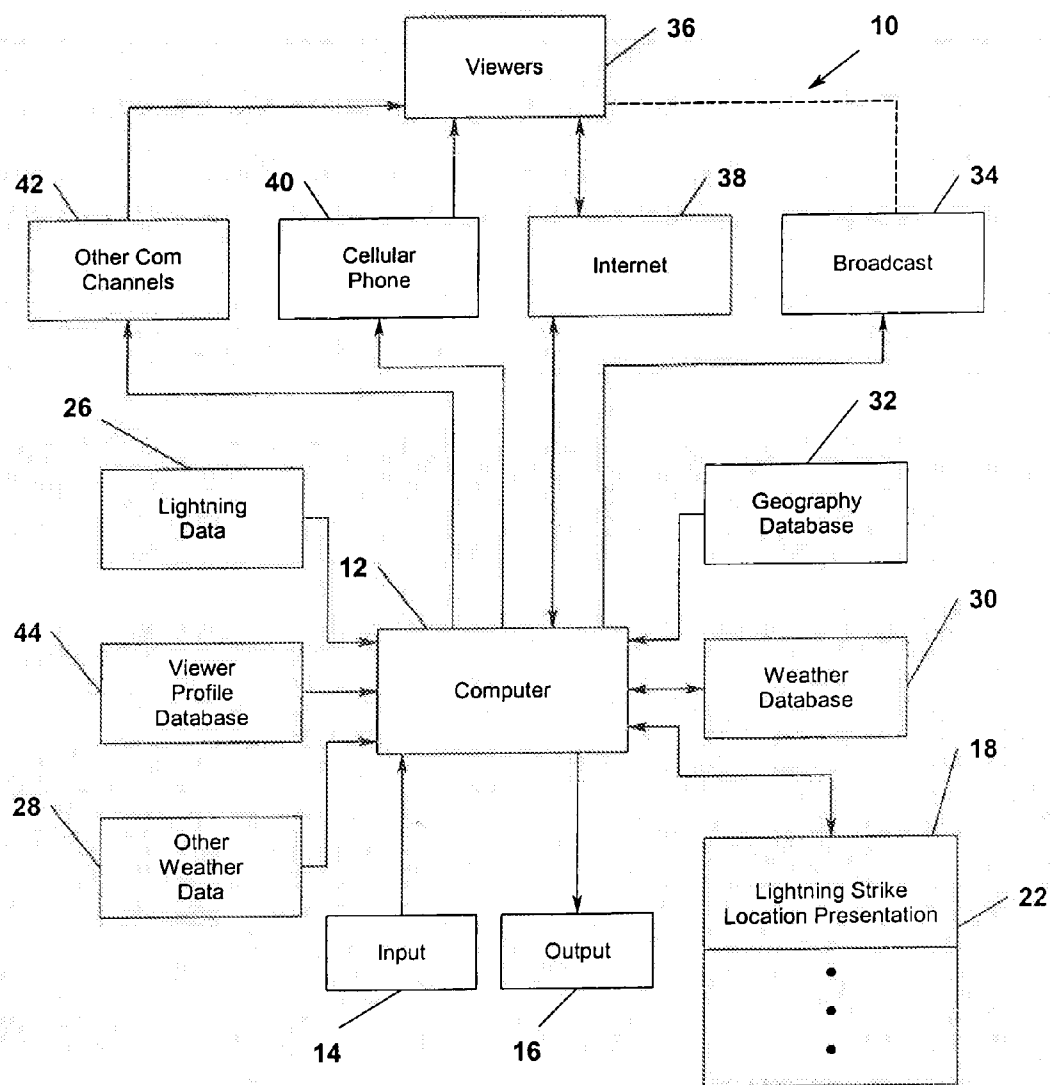 36
10
Viewers
42
40
38
34
Other Com
Channels
Cellular
Phone
Internet
Broadcast
26
32
Lightning
Data
Geography
Database
12
30
44
Viewer
Profile
Database
Computer
Weather
Database
18
28
Other
Weather
Data
Lightning Strike
Location Presentation
22
Input
Output
14
16